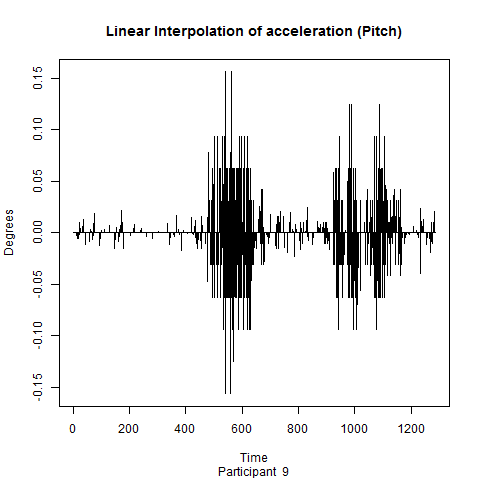 Linear Interpolation of acceleration (Pitch)
Degrees
0.15
0.10
0.05
0.00
-0.05
-0.10
-0.15
0 200 400 600 800 1000 1200
Time
Participant 9